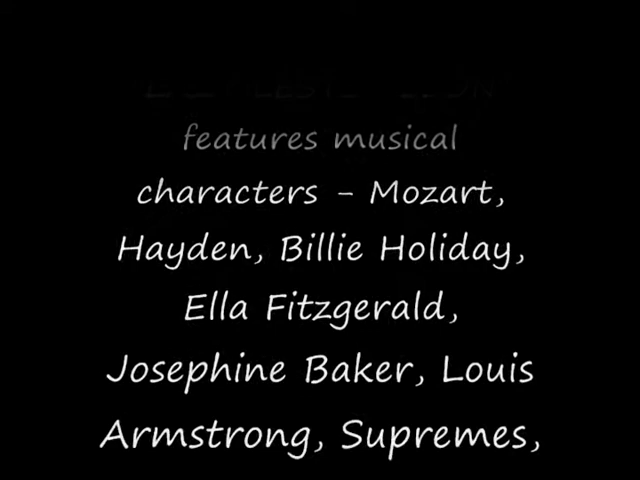 features musical
characters - Mozart,
Hayden, Billie Holiday,
Ella Fitzgerald,
Josephine Baker, Louis
Armstrong, Supremes,